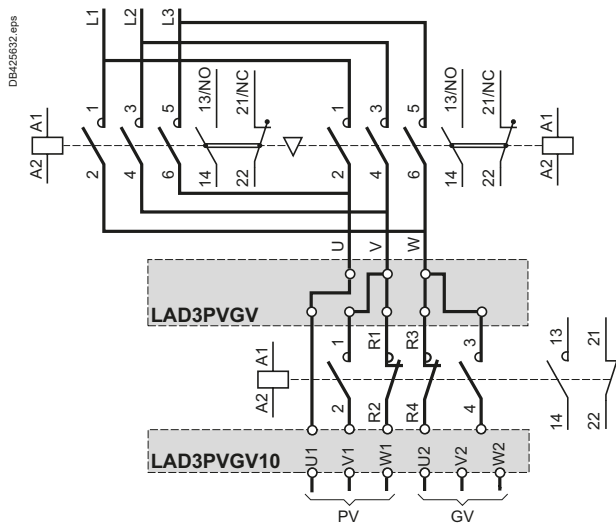 DB425632.eps
L1 L2 L3
A1 1 3 5 13/NO 21/NC 1 3 5 13/NO 21/NC A1
A2 2 4 6 14 22 2 4 6 14 22 A2
U V W
LAD3PVGV
A1 1 R1 R3 3 13 21
A2 2 R2 R4 4 14 22
LAD3PVGV10 U1 V1 W1 U2 V2 W2
PV GV